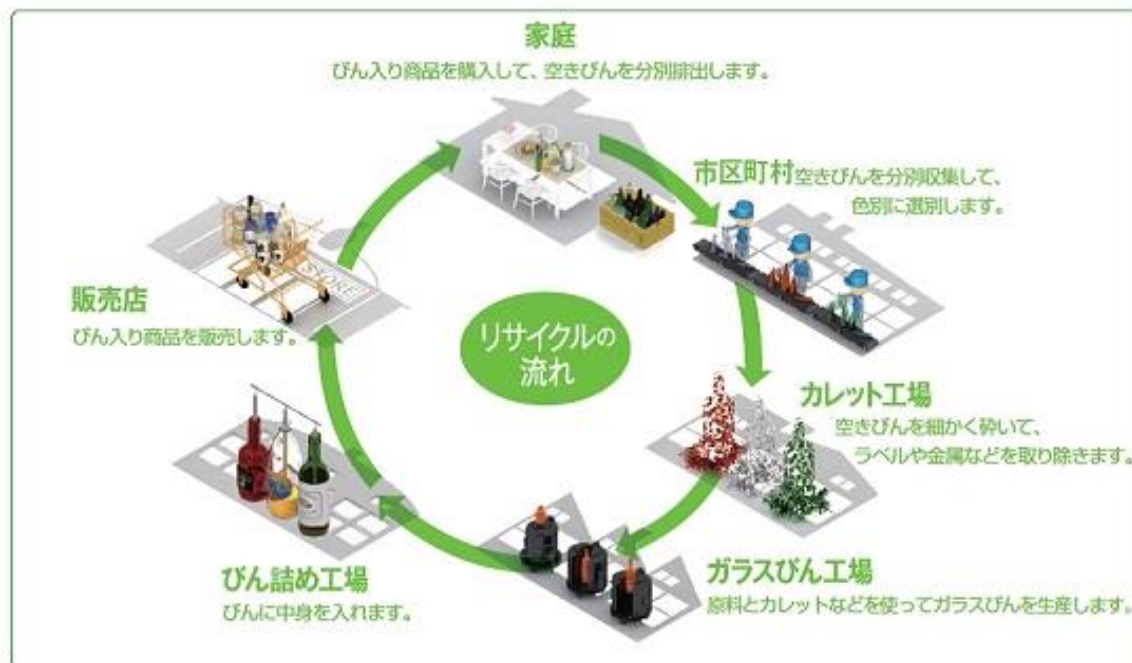 家庭
びん入り商品を購入して、空きびんを分別排出します。
市区町村空きびんを分別収集して、
色別に選別します。
カレット工場
空きびんを細かく砕いて、
ラベルや金属などを取り除きます。
ガラスびん工場
原料とカレットなどを使ってガラスびんを生産します。
びん詰め工場
びんに中身を入れます。
販売店
びん入り商品を販売します。
STORE
リサイクルの
流れ